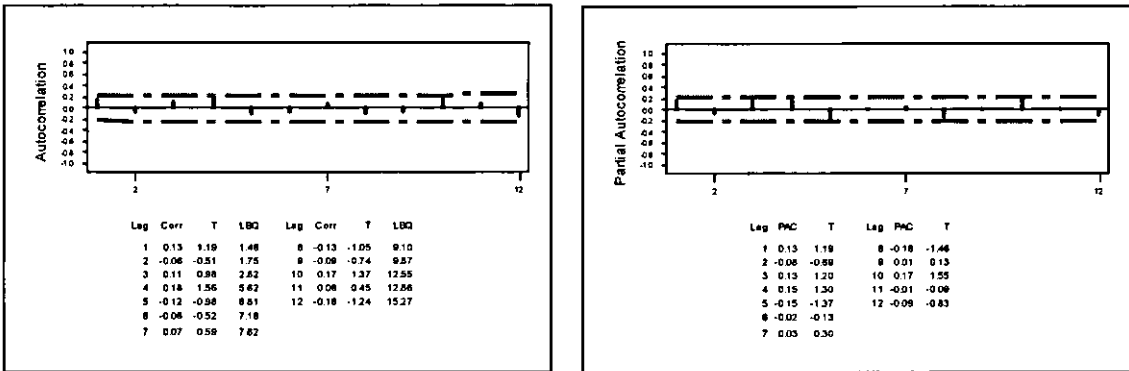 Autocorrelation
1.0
0.8
0.6
0.4
0.2
0.0
-0.2
-0.4
-0.6
-0.8
-1.0
2 7 12
Lag Corr T LBQ Lag Corr T LBQ
1 0.13 1.19 1.46 8 -0.13 -1.05 9.10
2 -0.06 -0.51 1.75 9 -0.09 -0.74 9.87
3 0.11 0.98 2.82 10 0.17 1.37 12.55
4 0.18 1.56 5.62 11 0.06 0.45 12.86
5 -0.12 -0.98 6.81 12 -0.16 -1.24 15.27
6 -0.06 -0.52 7.18
7 0.07 0.59 7.62
Partial Autocorrelation
1.0
0.8
0.6
0.4
0.2
0.0
-0.2
-0.4
-0.6
-0.8
-1.0
2 7 12
Lag PAC T Lag PAC T
1 0.13 1.19 8 -0.16 -1.46
2 -0.08 -0.69 9 0.01 0.13
3 0.13 1.20 10 0.17 1.55
4 0.15 1.30 11 -0.01 -0.09
5 -0.15 -1.37 12 -0.09 -0.83
6 -0.02 -0.13
7 0.03 0.30